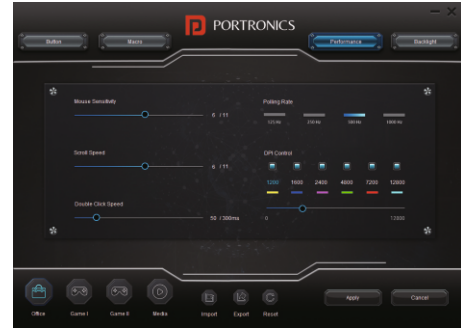 PORTRONICS
Button
Macro
Performance
Backlight
Mouse Sensitivity
6 /11
Polling Rate
125 Hz
250 Hz
500 Hz
1000 Hz
Scroll Speed
6 /11
DPI Control
1200
1600
2400
4800
7200
12800
Double Click Speed
50 /300ms
0
12800
Office
Game I
Game II
Media
Import
Export
Reset
Apply
Cancel